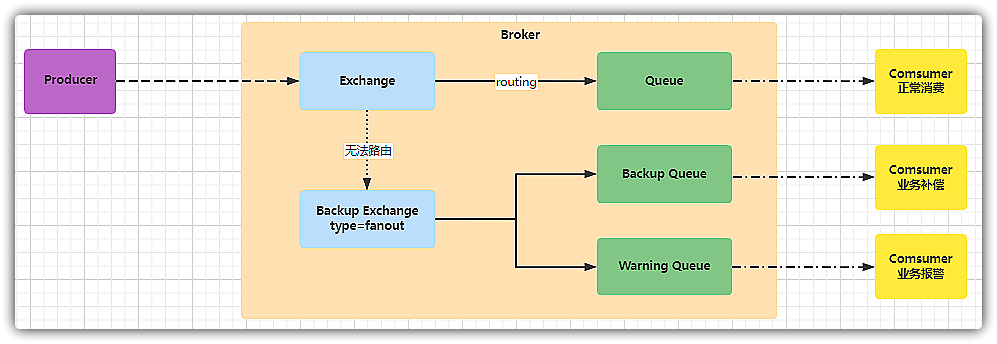 Broker
Producer
Exchange
routing
Queue
Comsumer
正常消费
无法路由
Backup Queue
Comsumer
业务补偿
Backup Exchange
type=fanout
Warning Queue
Comsumer
业务报警